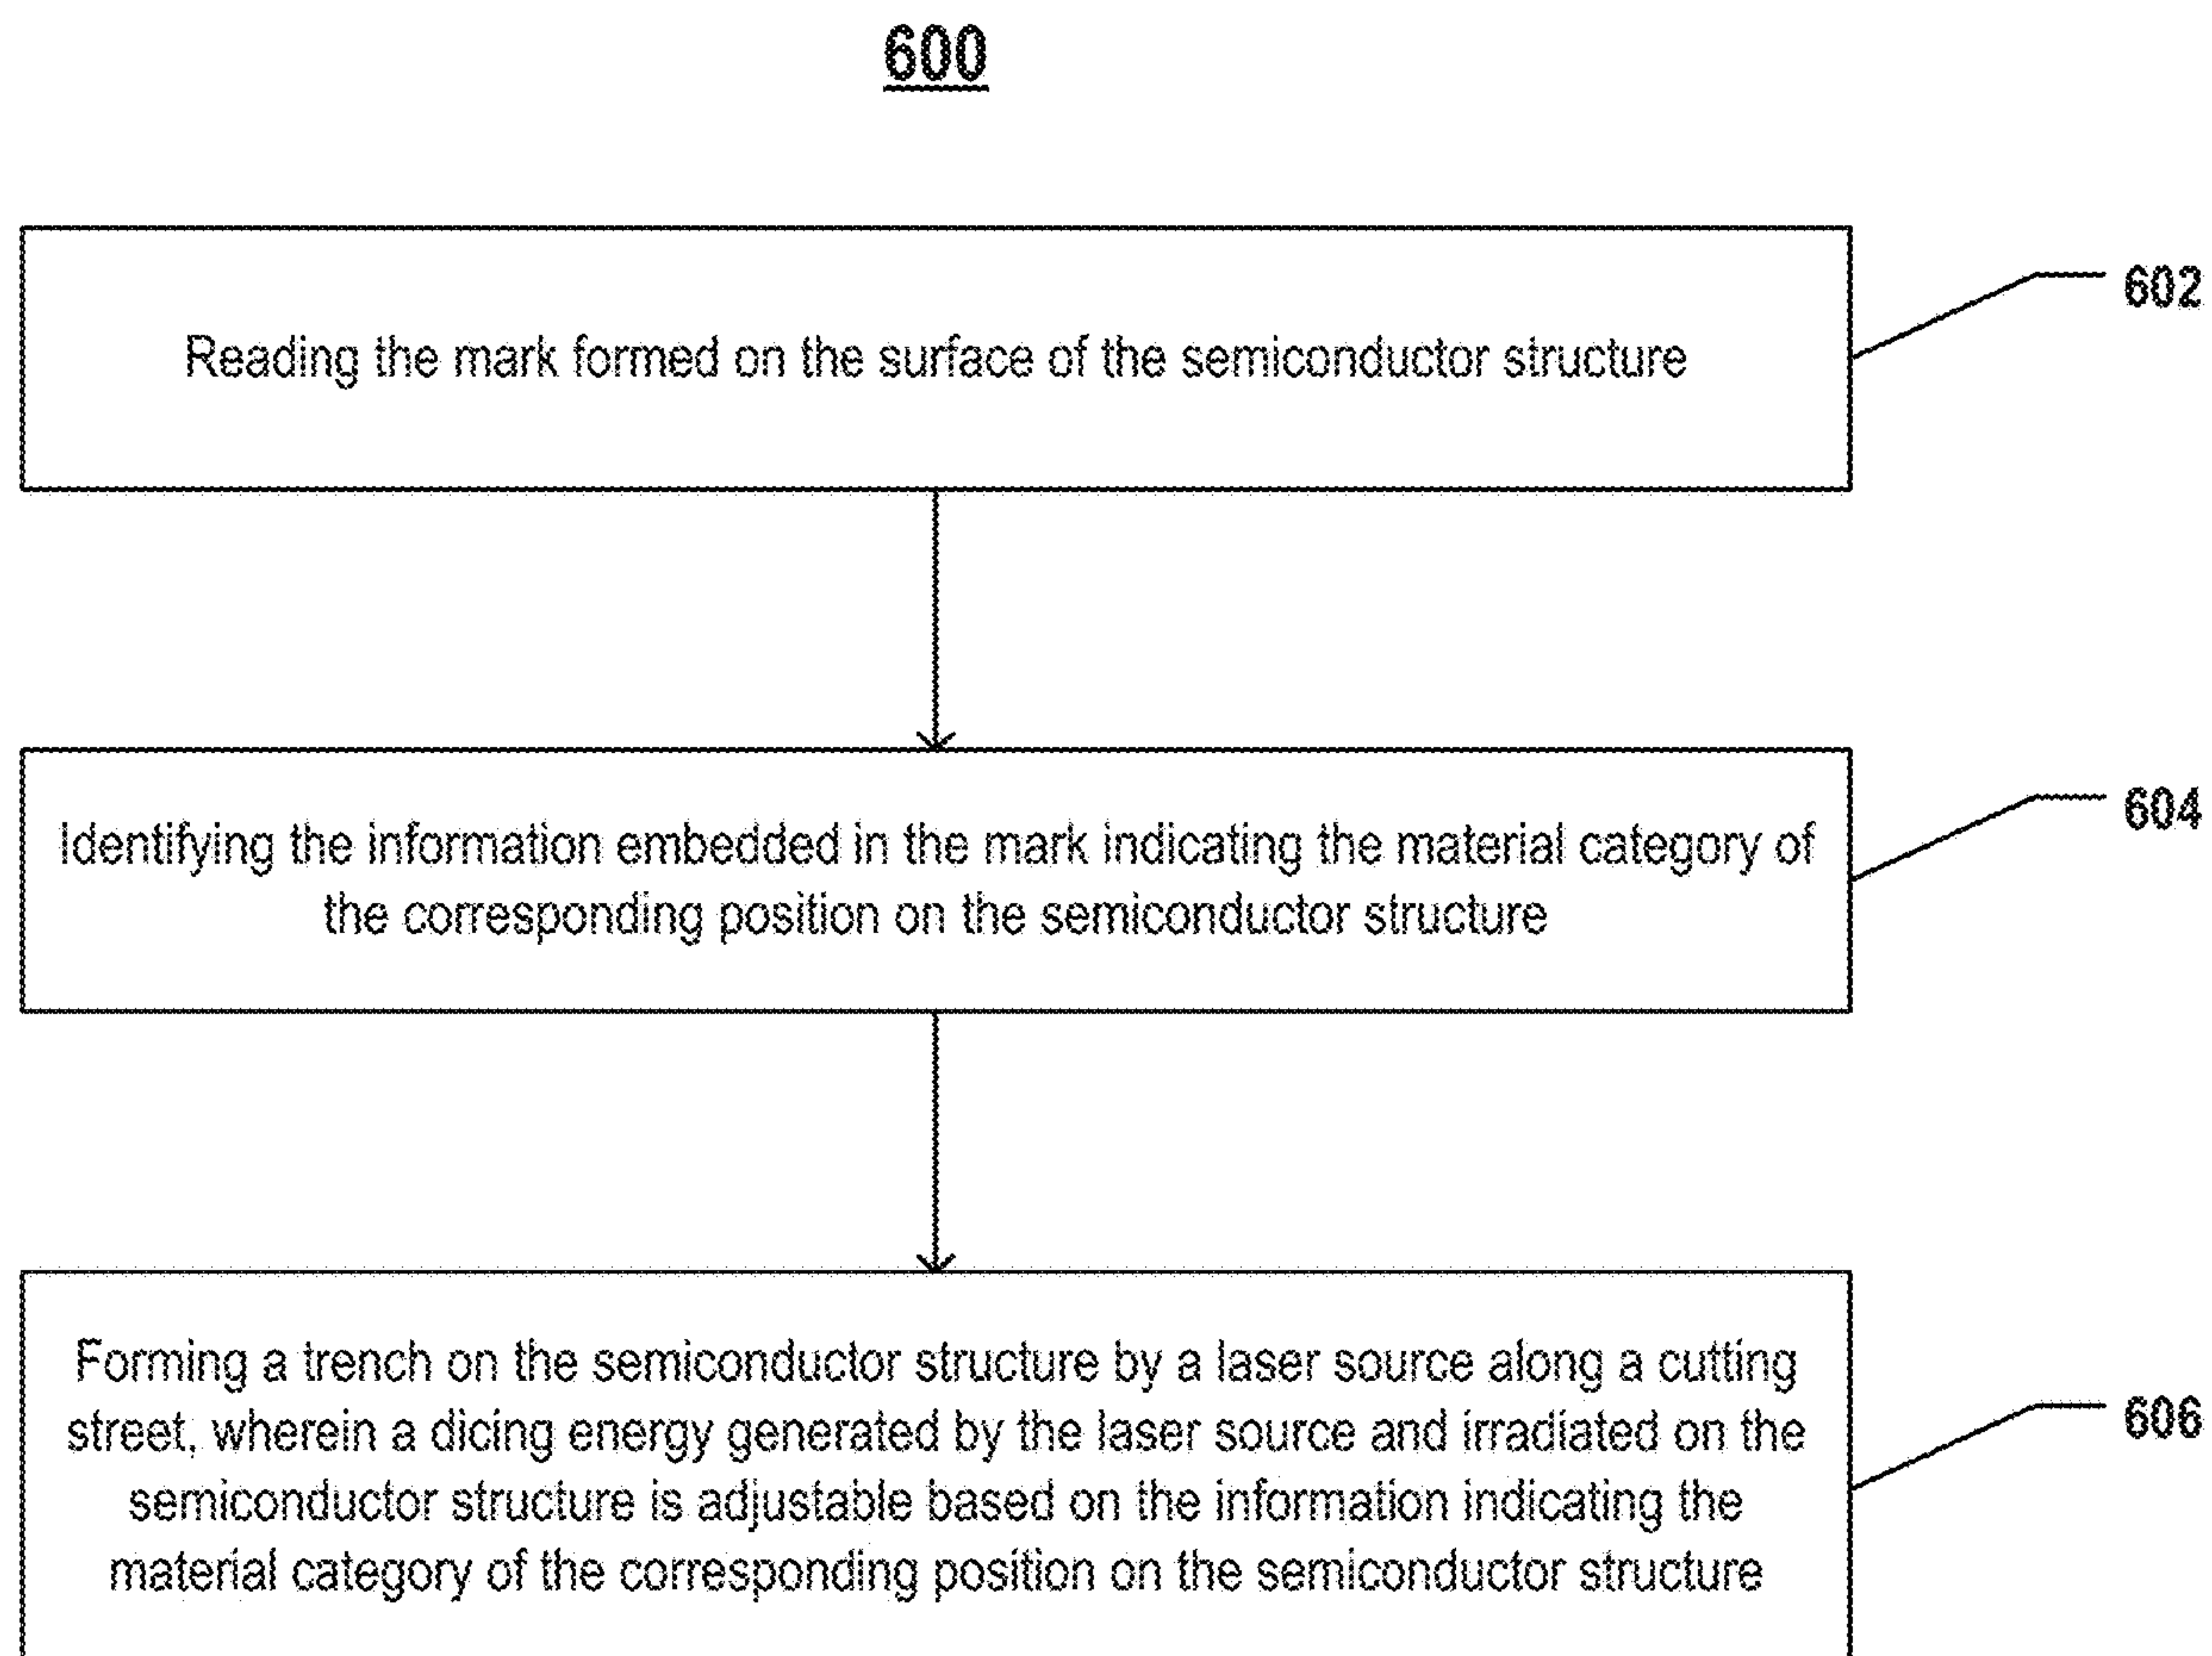 600
Reading the mark formed on the surface of the semiconductor structure
602
Identifying the information embedded in the mark indicating the material category of
the corresponding position on the semiconductor structure
604
Forming a trench on the semiconductor structure by a laser source along a cutting
street, wherein a dicing energy generated by the laser source and irradiated on the
semiconductor structure is adjustable based on the information indicating the
material category of the corresponding position on the semiconductor structure
606